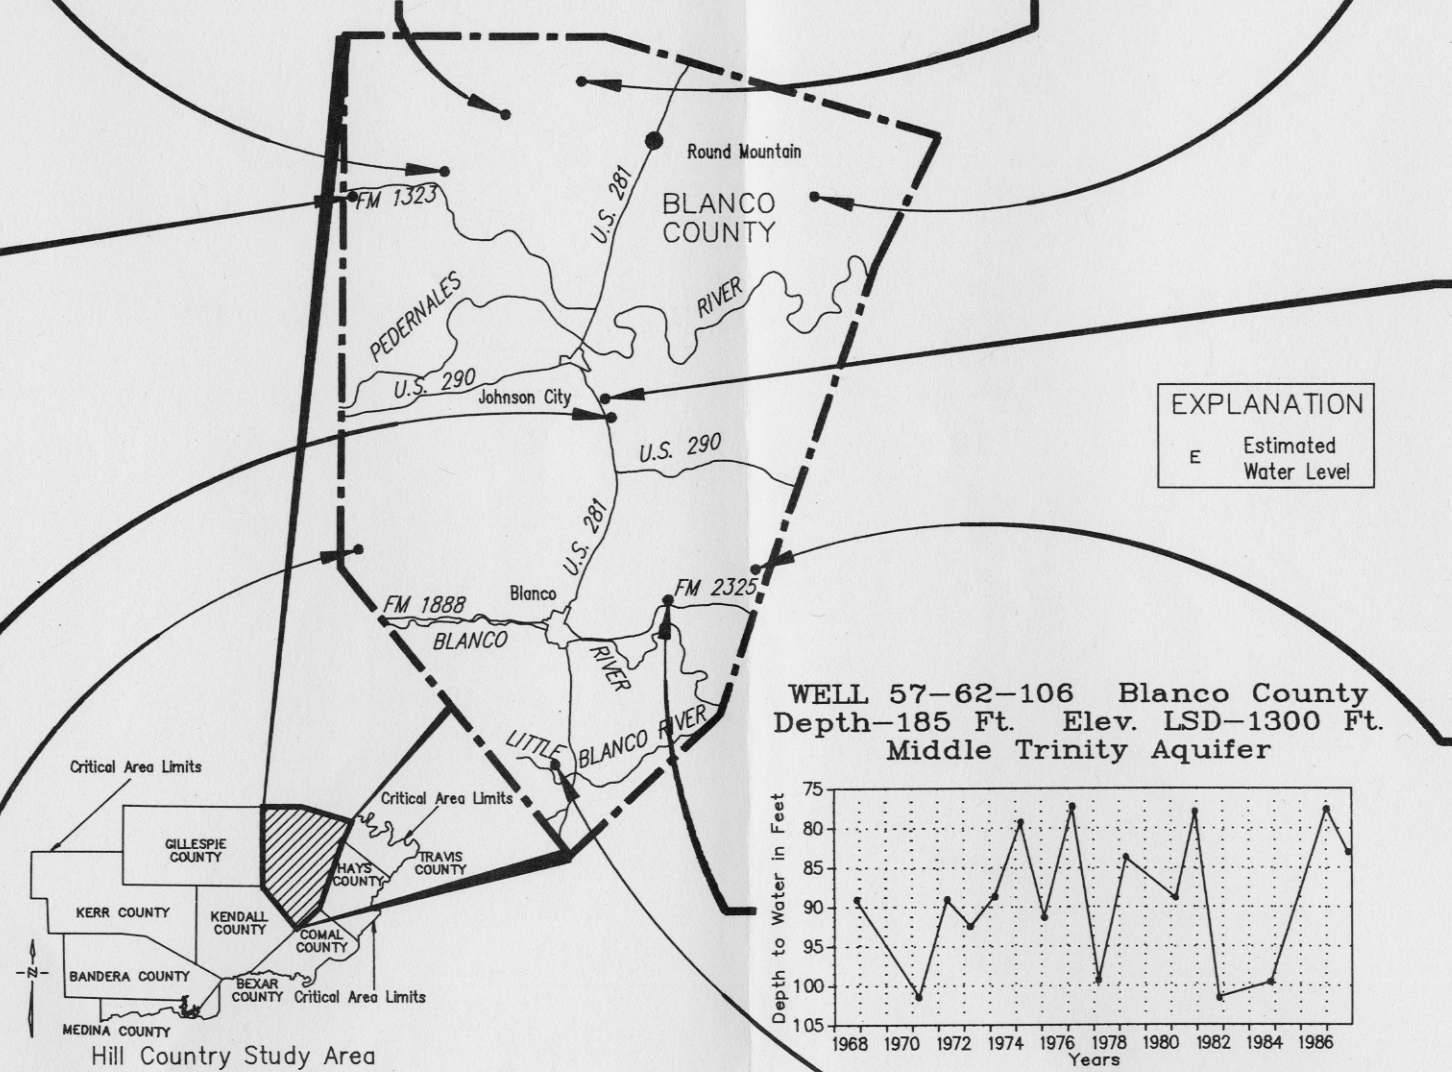 Round Mountain
BLANCO
COUNTY
FM 1323
U.S. 281
PEDERNALES
RIVER
U.S. 290
Johnson City
U.S. 290
U.S. 281
EXPLANATION
E Estimated
Water Level
Blanco
FM 1888
BLANCO
RIVER
FM 2325
LITTLE
BLANCO RIVER
WELL 57-62-106 Blanco County
Depth-185 Ft. Elev. LSD-1300 Ft.
Middle Trinity Aquifer
Depth to Water in Feet
75
80
85
90
95
100
105
1968 1970 1972 1974 1976 1978 1980 1982 1984 1986
Years
Critical Area Limits
Critical Area Limits
GILLESPIE
COUNTY
HAYS
COUNTY
TRAVIS
COUNTY
KERR COUNTY
KENDALL
COUNTY
COMAL
COUNTY
-N-
BANDERA COUNTY
BEXAR
COUNTY
Critical Area Limits
MEDINA COUNTY
Hill Country Study Area